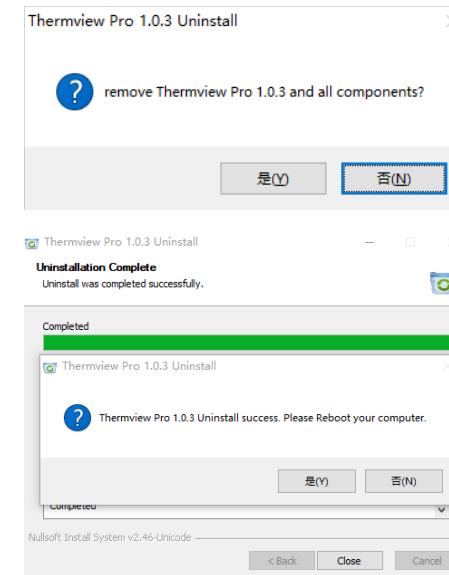 Thermview Pro 1.0.3 Uninstall
remove Thermview Pro 1.0.3 and all components?
是(Y)
否(N)
Thermview Pro 1.0.3 Uninstall
Uninstallation Complete
Uninstall was completed successfully.
Completed
Thermview Pro 1.0.3 Uninstall
Thermview Pro 1.0.3 Uninstall success. Please Reboot your computer.
是(Y)
否(N)
Completed
Nullsoft Install System v2.46-Unicode
< Back
Close
Cancel